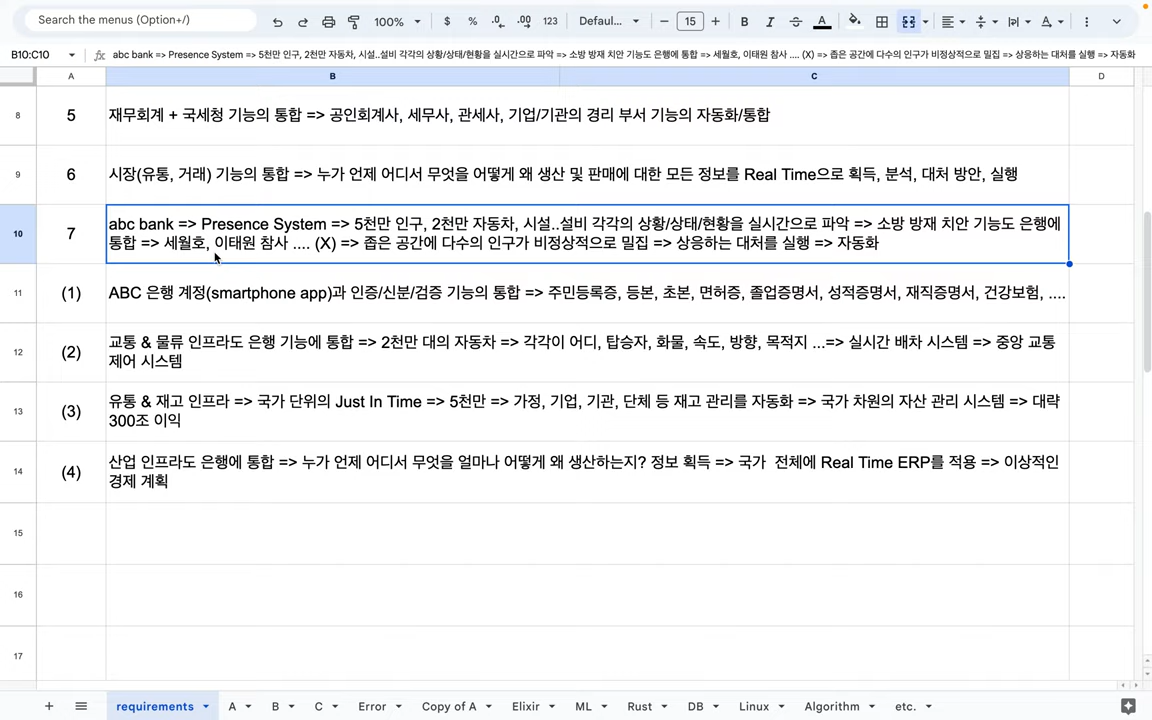 Search the menus (Option+/)
100%
$
%
.0
.00
123
Defaul...
15
B
I
S
A
B10:C10
fx
abc bank => Presence System => 5천만 인구, 2천만 자동차, 시설..설비 각각의 상황/상태/현황을 실시간으로 파악 => 소방 방재 치안 기능도 은행에 통합 => 세월호, 이태원 참사 .... (X) => 좁은 공간에 다수의 인구가 비정상적으로 밀집 => 상응하는 대처를 실행 => 자동화
A
B
C
D
8
5
재무회계 + 국세청 기능의 통합 => 공인회계사, 세무사, 관세사, 기업/기관의 경리 부서 기능의 자동화/통합
9
6
시장(유통, 거래) 기능의 통합 => 누가 언제 어디서 무엇을 어떻게 왜 생산 및 판매에 대한 모든 정보를 Real Time으로 획득, 분석, 대처 방안, 실행
10
7
abc bank => Presence System => 5천만 인구, 2천만 자동차, 시설..설비 각각의 상황/상태/현황을 실시간으로 파악 => 소방 방재 치안 기능도 은행에
통합 => 세월호, 이태원 참사 .... (X) => 좁은 공간에 다수의 인구가 비정상적으로 밀집 => 상응하는 대처를 실행 => 자동화
11
(1)
ABC 은행 계정(smartphone app)과 인증/신분/검증 기능의 통합 => 주민등록증, 등본, 초본, 면허증, 졸업증명서, 성적증명서, 재직증명서, 건강보험, ....
12
(2)
교통 & 물류 인프라도 은행 기능에 통합 => 2천만 대의 자동차 => 각각이 어디, 탑승자, 화물, 속도, 방향, 목적지 ...=> 실시간 배차 시스템 => 중앙 교통
제어 시스템
13
(3)
유통 & 재고 인프라 => 국가 단위의 Just In Time => 5천만 => 가정, 기업, 기관, 단체 등 재고 관리를 자동화 => 국가 차원의 자산 관리 시스템 => 대략
300조 이익
14
(4)
산업 인프라도 은행에 통합 => 누가 언제 어디서 무엇을 얼마나 어떻게 왜 생산하는지? 정보 획득 => 국가 전체에 Real Time ERP를 적용 => 이상적인
경제 계획
15
16
17
requirements
A
B
C
Error
Copy of A
Elixir
ML
Rust
DB
Linux
Algorithm
etc.